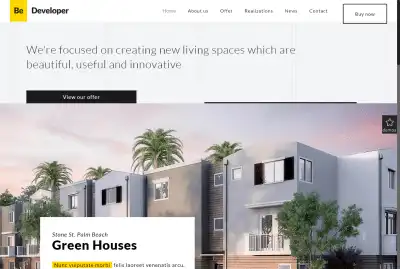 Be Developer
Home About us Offer Realizations News Contact
Buy now
We're focused on creating new living spaces which are
beautiful, useful and innovative
View our offer
demos
Stone St. Palm Beach
Green Houses
Nunc vulputate morbi felis laoreet venenatis arcu.